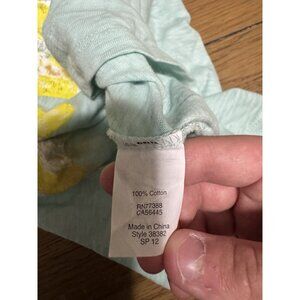 100% Cotton
RN77388
CA56445
Made in China
Style 38382
SP 12